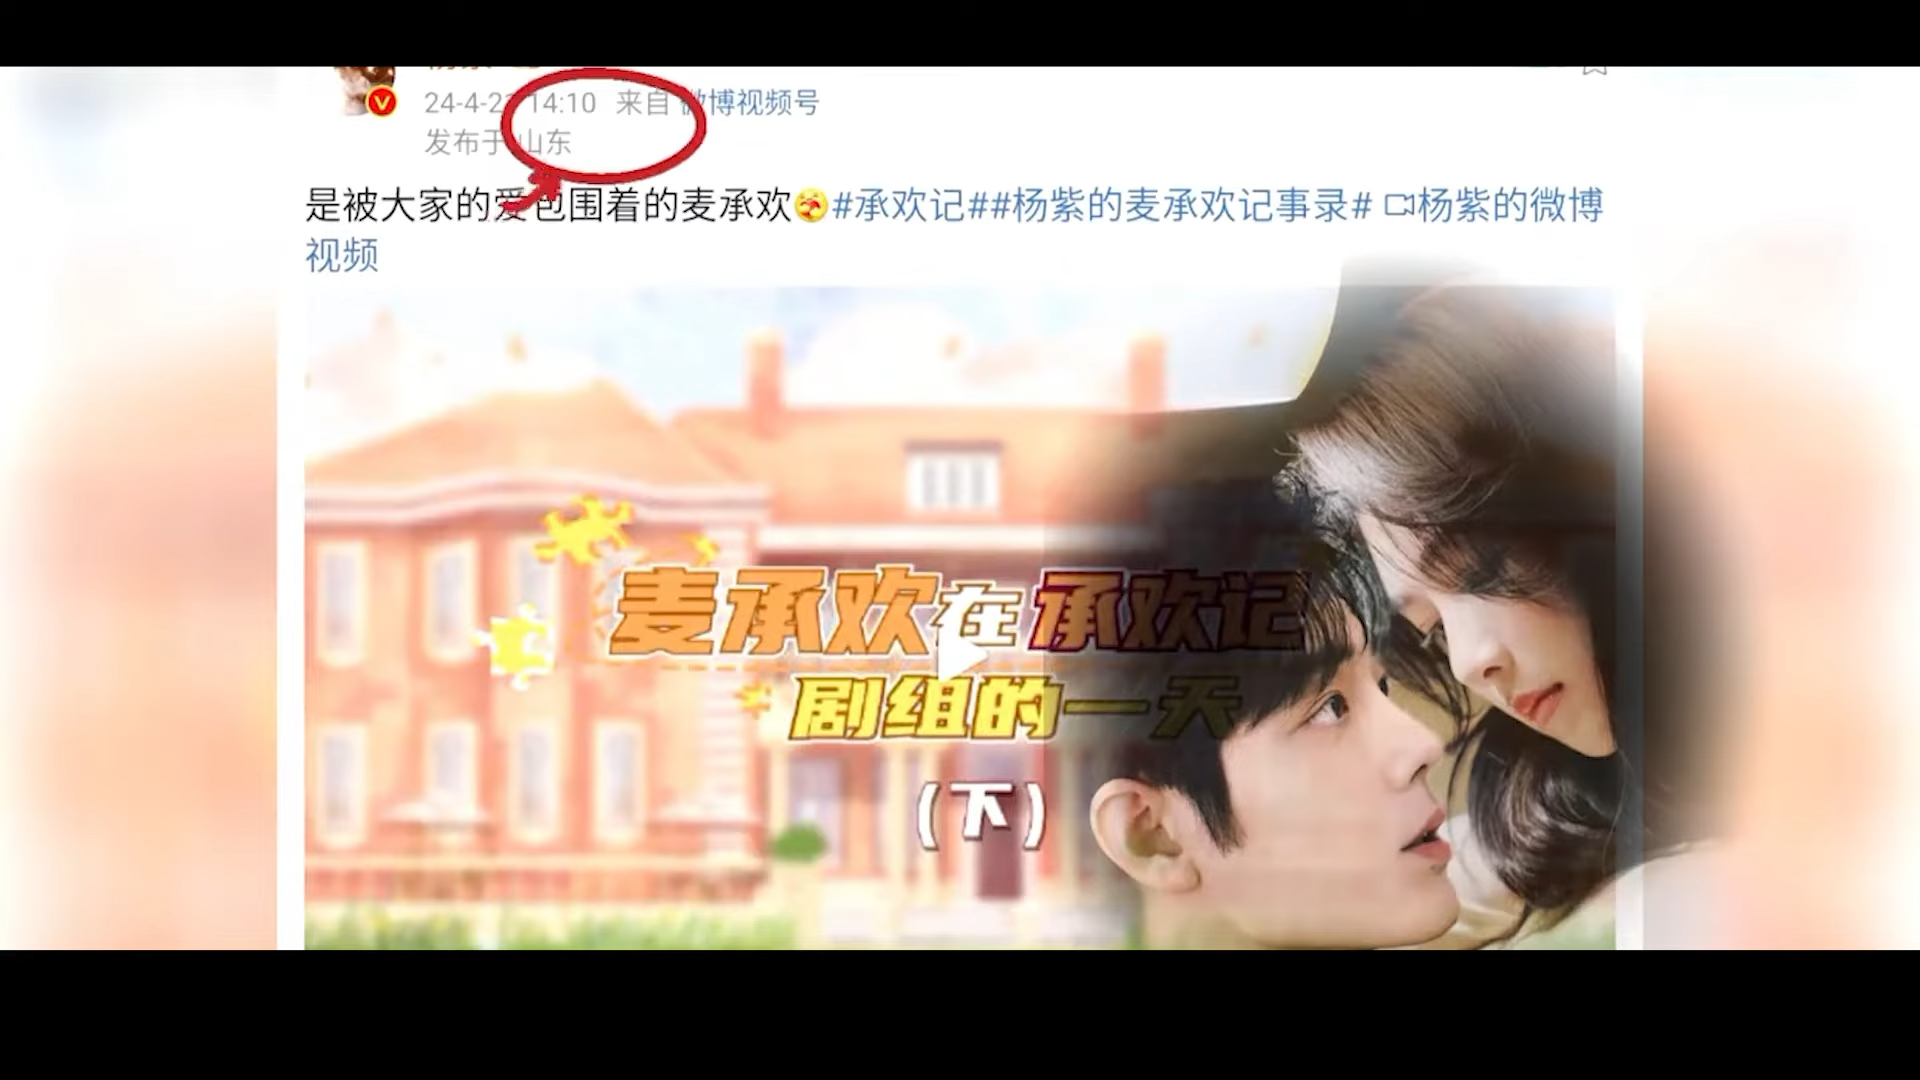 24-4-2 14:10 来自 微博视频号
发布于 山东
是被大家的爱包围着的麦承欢#承欢记##杨紫的麦承欢记事录# 杨紫的微博
视频
麦承欢在承欢记
剧组的一天
(下)